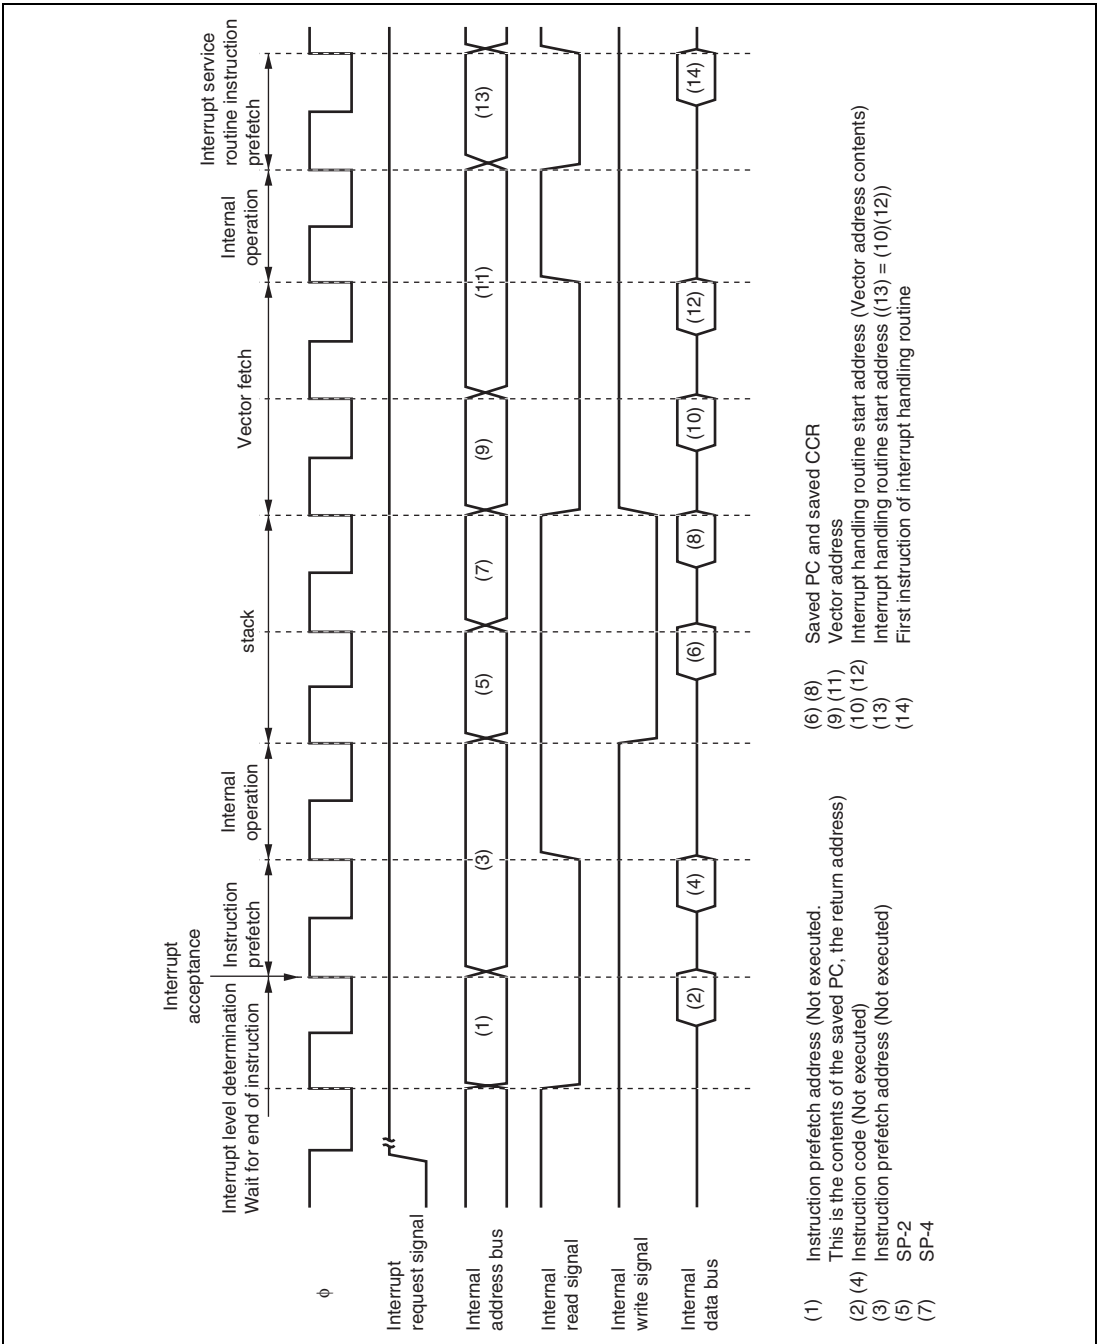 Interrupt
acceptance
Interrupt level determination
Wait for end of instruction
Instruction
prefetch
Internal
operation
stack
Vector fetch
Internal
operation
Interrupt service
routine instruction
prefetch
φ
Interrupt
request signal
Internal
address bus
(1)
(3)
(5)
(7)
(9)
(11)
(13)
Internal
read signal
Internal
write signal
Internal
data bus
(2)
(4)
(6)
(8)
(10)
(12)
(14)
(1) Instruction prefetch address (Not executed.
This is the contents of the saved PC, the return address)
(2) (4) Instruction code (Not executed)
(3) Instruction prefetch address (Not executed)
(5) SP-2
(7) SP-4
(6) (8) Saved PC and saved CCR
(9) (11) Vector address
(10) (12) Interrupt handling routine start address (Vector address contents)
(13) Interrupt handling routine start address ((13) = (10)(12))
(14) First instruction of interrupt handling routine